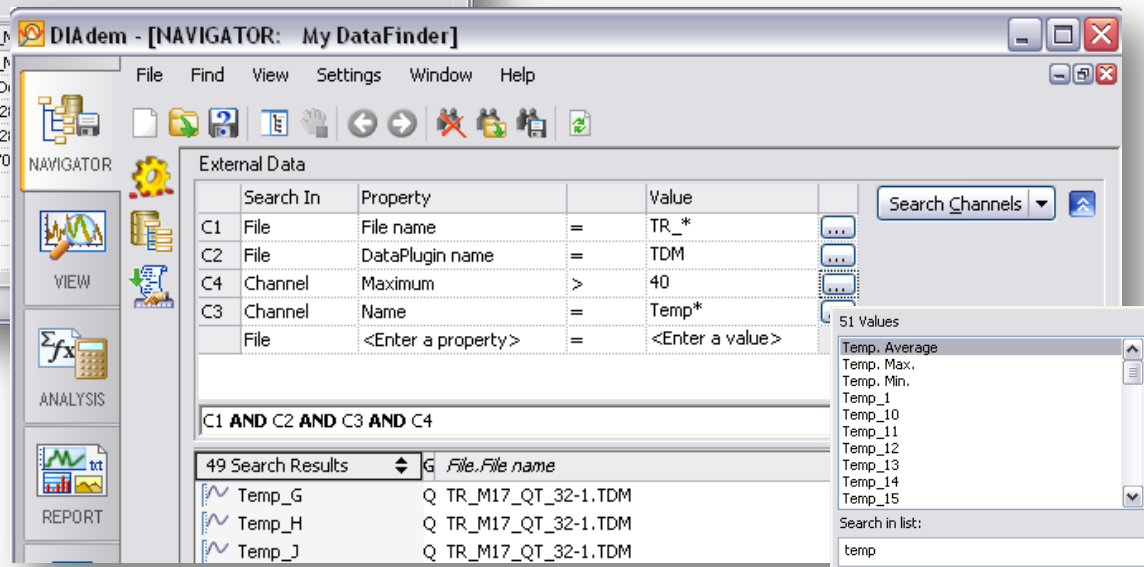 DIAdem - [NAVIGATOR: My DataFinder]
File Find View Settings Window Help
NAVIGATOR
VIEW
ANALYSIS
REPORT
External Data
Search In Property Value
Search Channels
C1 File File name = TR_* ...
C2 File DataPlugin name = TDM ...
C4 Channel Maximum > 40 ...
C3 Channel Name = Temp*
File <Enter a property> = <Enter a value>
C1 AND C2 AND C3 AND C4
49 Search Results G File,File name
Temp_G Q TR_M17_QT_32-1.TDM
Temp_H Q TR_M17_QT_32-1.TDM
Temp_J Q TR_M17_QT_32-1.TDM
51 Values
Temp. Average
Temp. Max.
Temp. Min.
Temp_1
Temp_10
Temp_11
Temp_12
Temp_13
Temp_14
Temp_15
Search in list:
temp